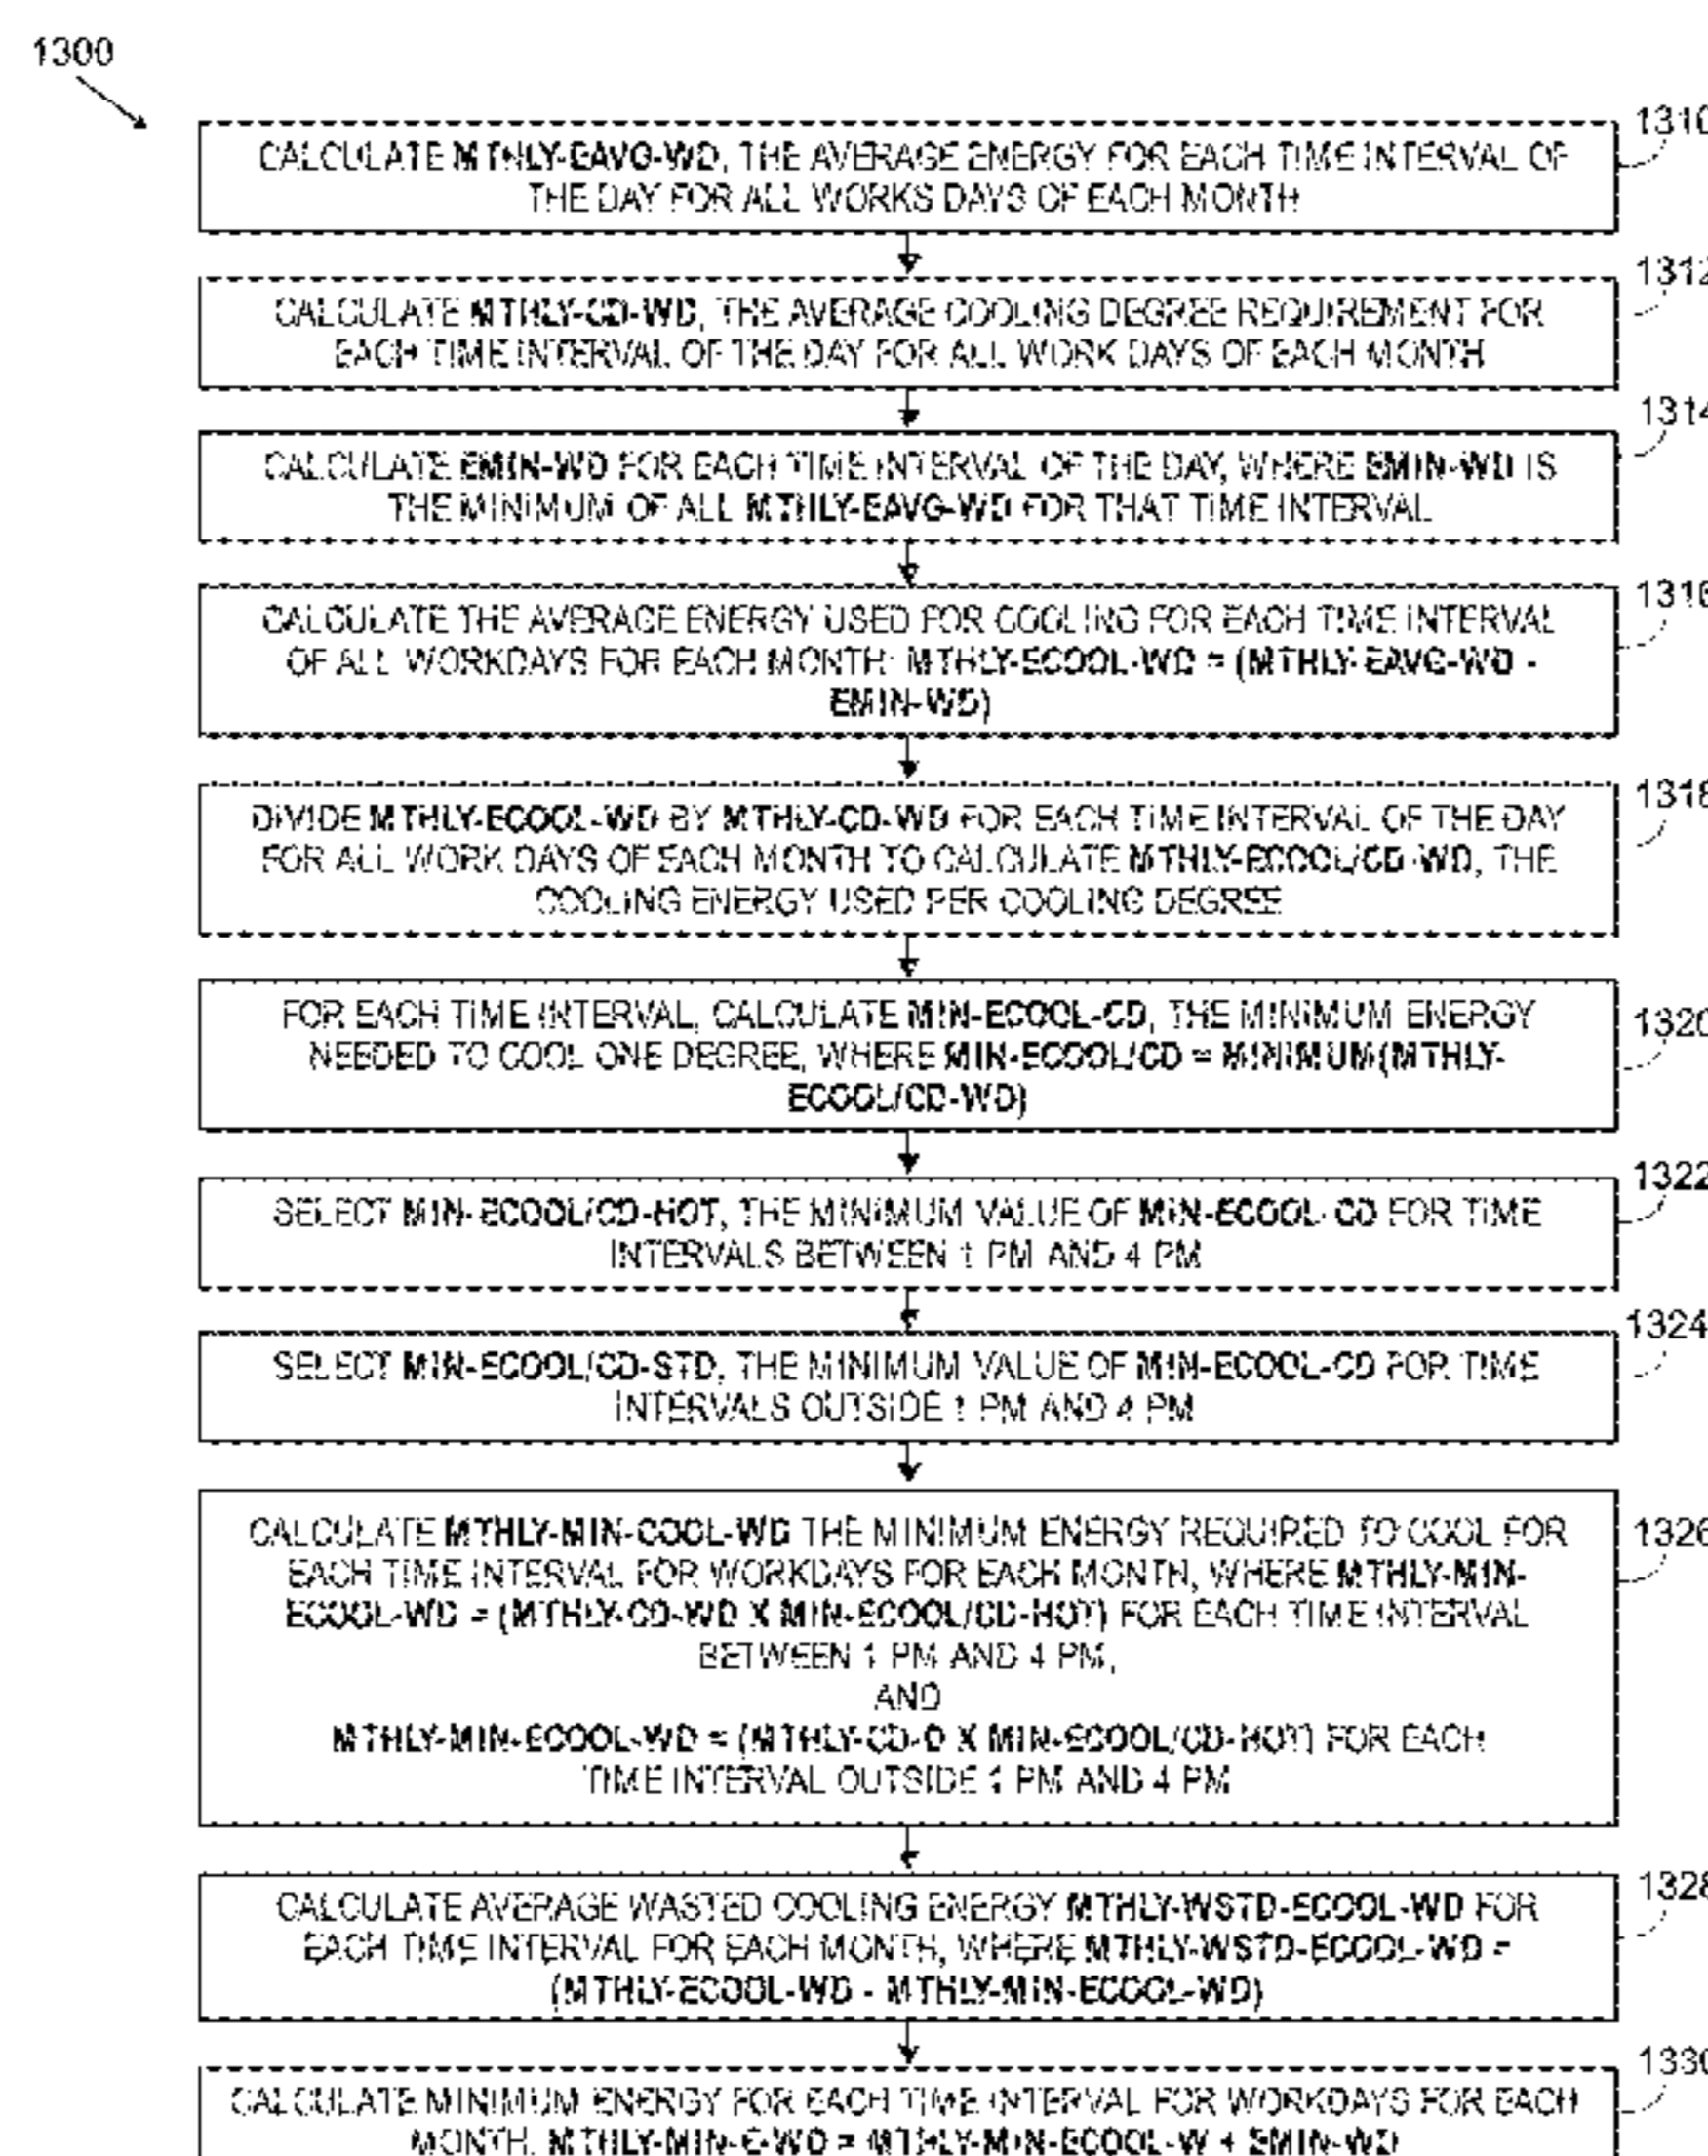 1300
1310
CALCULATE MTHLY-EAVG-WD, THE AVERAGE ENERGY FOR EACH TIME INTERVAL OF
THE DAY FOR ALL WORKS DAYS OF EACH MONTH
1312
CALCULATE MTHLY-CD-WD, THE AVERAGE COOLING DEGREE REQUIREMENT FOR
EACH TIME INTERVAL OF THE DAY FOR ALL WORK DAYS OF EACH MONTH
1314
CALCULATE EMIN-WD FOR EACH TIME INTERVAL OF THE DAY, WHERE EMIN-WD IS
THE MINIMUM OF ALL MTHLY-EAVG-WD FOR THAT TIME INTERVAL
1316
CALCULATE THE AVERAGE ENERGY USED FOR COOLING FOR EACH TIME INTERVAL
OF ALL WORKDAYS FOR EACH MONTH: MTHLY-ECOOL-WD = (MTHLY-EAVG-WD -
EMIN-WD)
1318
DIVIDE MTHLY-ECOOL-WD BY MTHLY-CD-WD FOR EACH TIME INTERVAL OF THE DAY
FOR ALL WORK DAYS OF EACH MONTH TO CALCULATE MTHLY-ECOOL/CD-WD, THE
COOLING ENERGY USED PER COOLING DEGREE
1320
FOR EACH TIME INTERVAL, CALCULATE MIN-ECOOL-CD, THE MINIMUM ENERGY
NEEDED TO COOL ONE DEGREE, WHERE MIN-ECOOL/CD = MINIMUM(MTHLY-
ECOOL/CD-WD)
1322
SELECT MIN-ECOOL/CD-HOT, THE MINIMUM VALUE OF MIN-ECOOL-CD FOR TIME
INTERVALS BETWEEN 1 PM AND 4 PM
1324
SELECT MIN-ECOOL/CD-STD, THE MINIMUM VALUE OF MIN-ECOOL-CD FOR TIME
INTERVALS OUTSIDE 1 PM AND 4 PM
1326
CALCULATE MTHLY-MIN-COOL-WD THE MINIMUM ENERGY REQUIRED TO COOL FOR
EACH TIME INTERVAL FOR WORKDAYS FOR EACH MONTH, WHERE MTHLY-MIN-
ECOOL-WD = (MTHLY-CD-WD X MIN-ECOOL/CD-HOT) FOR EACH TIME INTERVAL
BETWEEN 1 PM AND 4 PM,
AND
MTHLY-MIN-ECOOL-WD = (MTHLY-CD-D X MIN-ECOOL/CD-HOT) FOR EACH
TIME INTERVAL OUTSIDE 1 PM AND 4 PM
1328
CALCULATE AVERAGE WASTED COOLING ENERGY MTHLY-WSTD-ECOOL-WD FOR
EACH TIME INTERVAL FOR EACH MONTH, WHERE MTHLY-WSTD-ECOOL-WD =
(MTHLY-ECOOL-WD - MTHLY-MIN-ECOOL-WD)
1330
CALCULATE MINIMUM ENERGY FOR EACH TIME INTERVAL FOR WORKDAYS FOR EACH
MONTH. MTHLY-MIN-E-WD = MTHLY-MIN-ECOOL-W + EMIN-WD